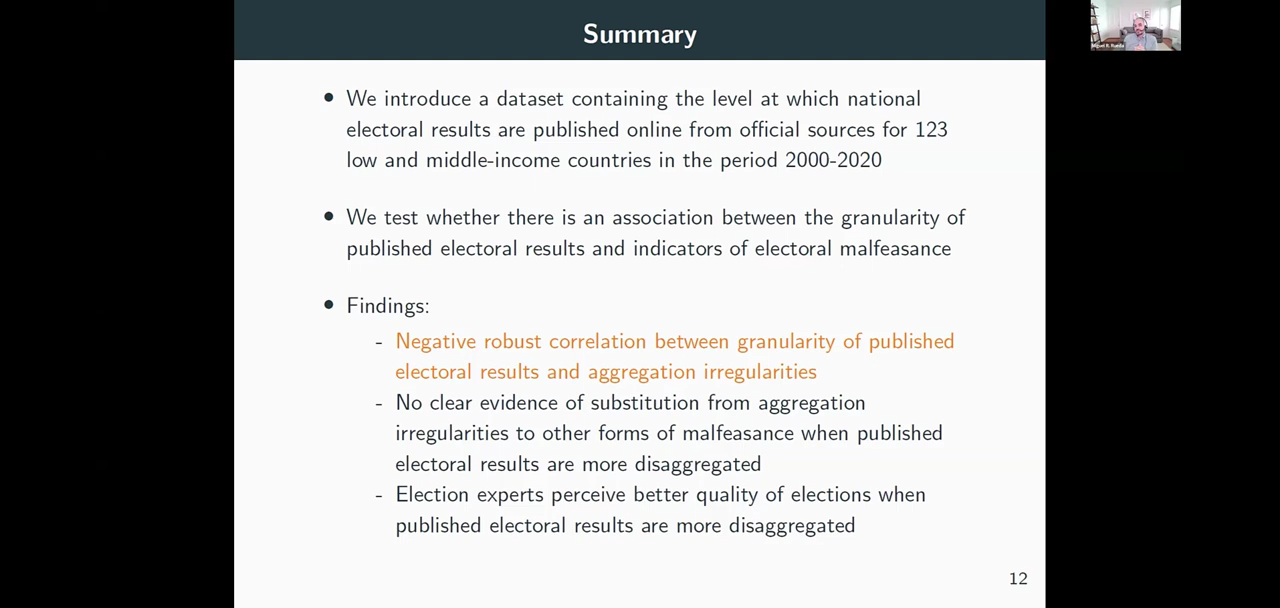 Summary
• We introduce a dataset containing the level at which national
electoral results are published online from official sources for 123
low and middle-income countries in the period 2000-2020
• We test whether there is an association between the granularity of
published electoral results and indicators of electoral malfeasance
• Findings:
- Negative robust correlation between granularity of published
electoral results and aggregation irregularities
- No clear evidence of substitution from aggregation
irregularities to other forms of malfeasance when published
electoral results are more disaggregated
- Election experts perceive better quality of elections when
published electoral results are more disaggregated
12
Miguel R. Rueda